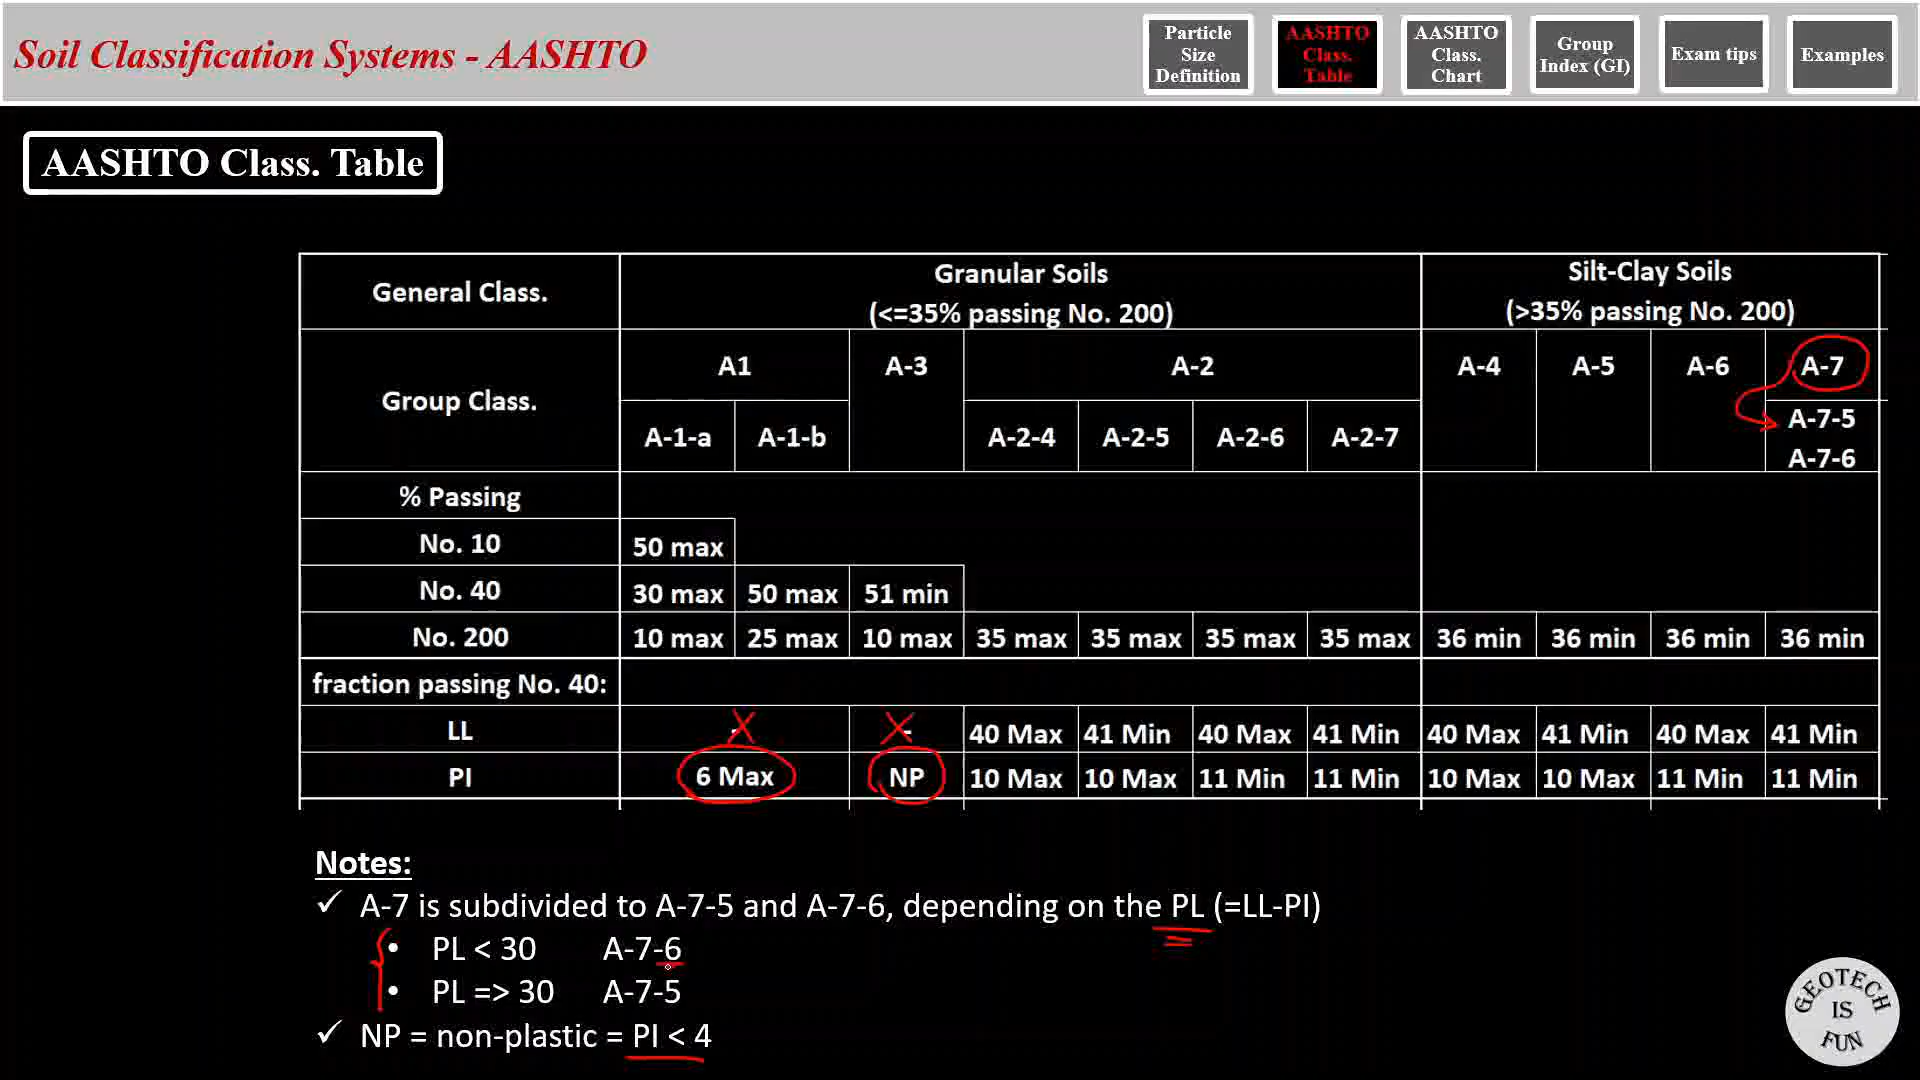 Soil Classification Systems - AASHTO
Particle
Size
Definition
AASHTO
Class.
Table
AASHTO
Class.
Chart
Group
Index (GI)
Exam tips
Examples
AASHTO Class. Table
General Class.
Granular Soils
(<=35% passing No. 200)
Silt-Clay Soils
(>35% passing No. 200)
Group Class.
A1 A-3 A-2 A-4 A-5 A-6 A-7
A-1-a A-1-b A-2-4 A-2-5 A-2-6 A-2-7 A-7-5
A-7-6
% Passing
No. 10 50 max
No. 40 30 max 50 max 51 min
No. 200 10 max 25 max 10 max 35 max 35 max 35 max 35 max 36 min 36 min 36 min 36 min
fraction passing No. 40:
LL - - 40 Max 41 Min 40 Max 41 Min 40 Max 41 Min 40 Max 41 Min
PI 6 Max NP 10 Max 10 Max 11 Min 11 Min 10 Max 10 Max 11 Min 11 Min
Notes:
✓ A-7 is subdivided to A-7-5 and A-7-6, depending on the PL (=LL-PI)
• PL < 30 A-7-6
• PL => 30 A-7-5
✓ NP = non-plastic = PI < 4
GEOTECH
IS
FUN